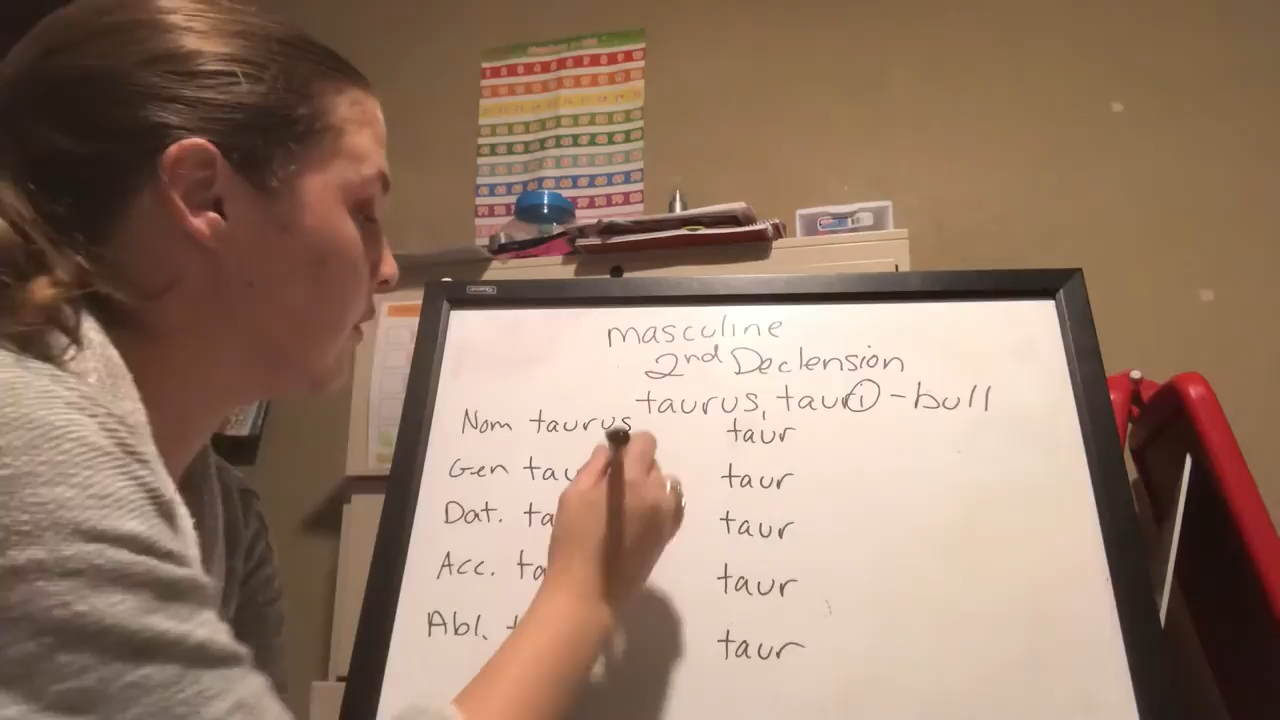 masculine
2nd Declension
taurus, tauri - bull
Nom taurus taur
Gen tau taur
Dat. ta taur
Acc. ta taur
Abl. t taur